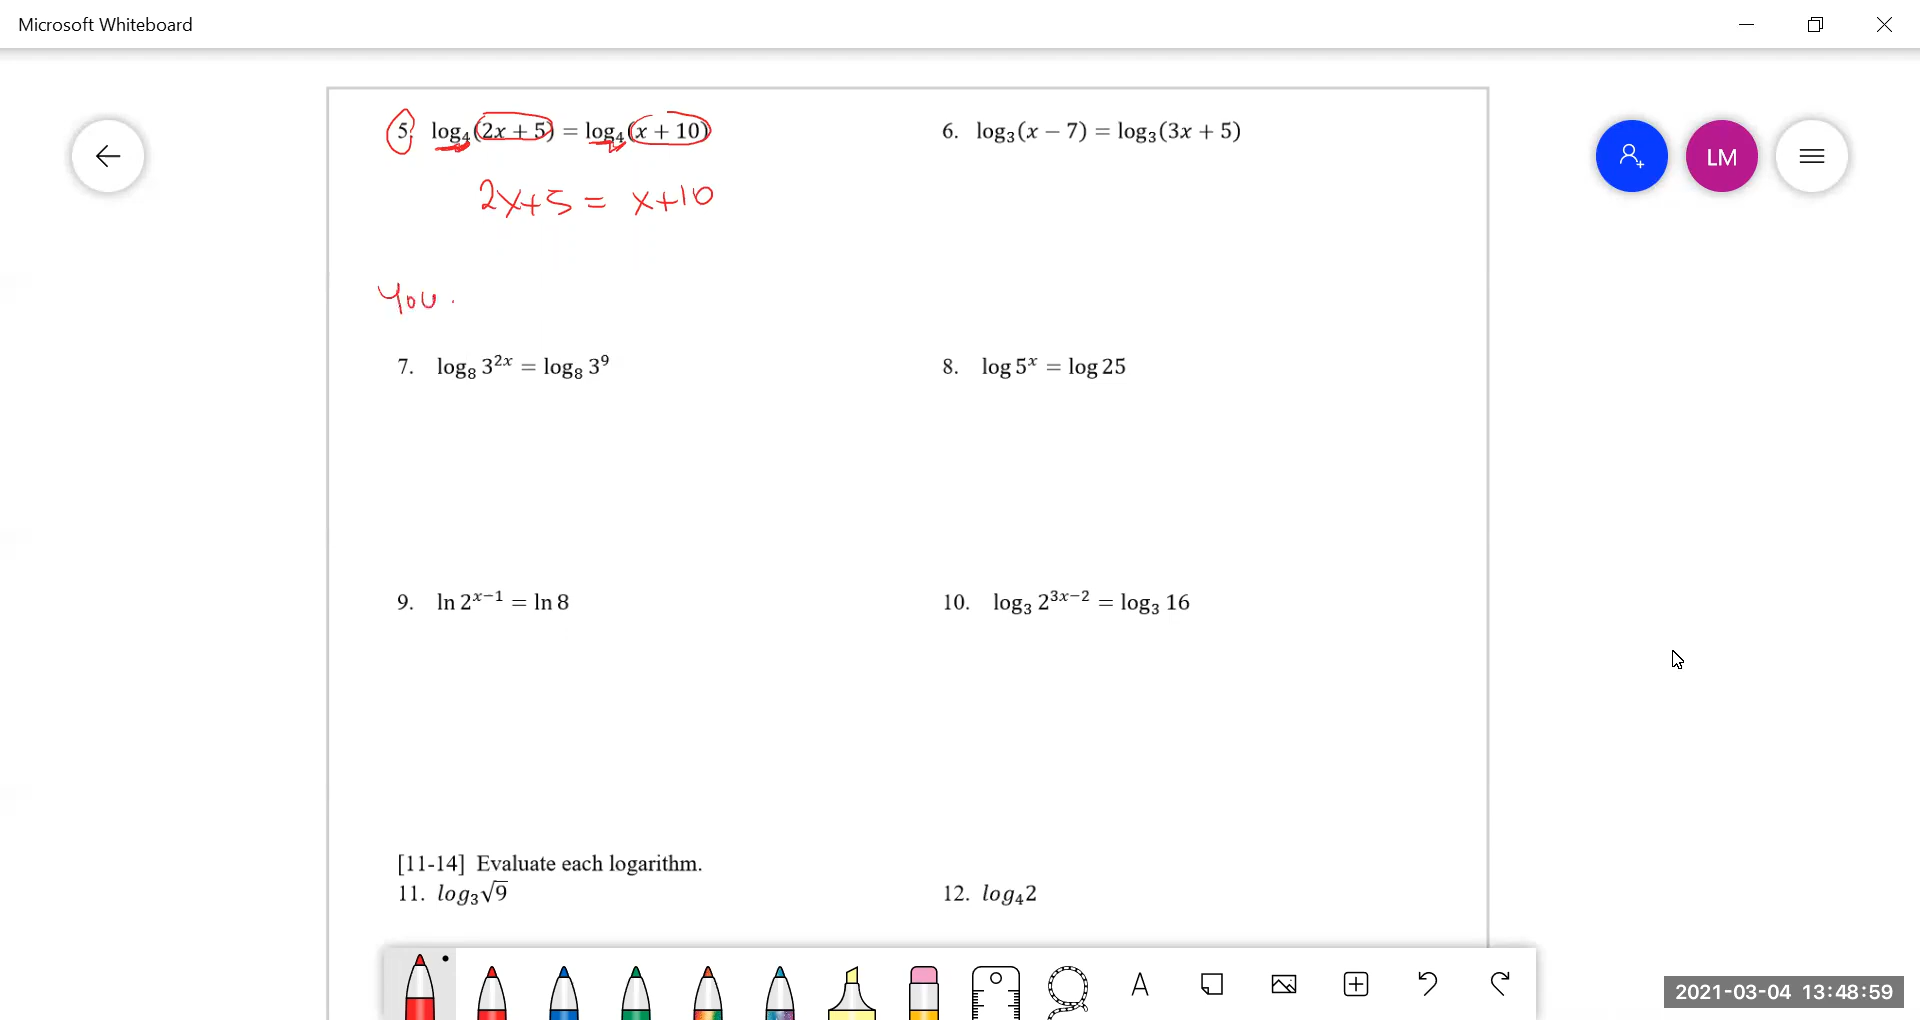 Microsoft Whiteboard
5. log₄(2x + 5) = log₄(x + 10)
6. log₃(x − 7) = log₃(3x + 5)
LM
2x+5 = x+10
You.
7. log₈ 3²ˣ = log₈ 3⁹
8. log 5ˣ = log 25
9. ln 2ˣ⁻¹ = ln 8
10. log₃ 2³ˣ⁻² = log₃ 16
[11-14] Evaluate each logarithm.
11. log₃√9
12. log₄2
A
2021-03-04 13:48:59